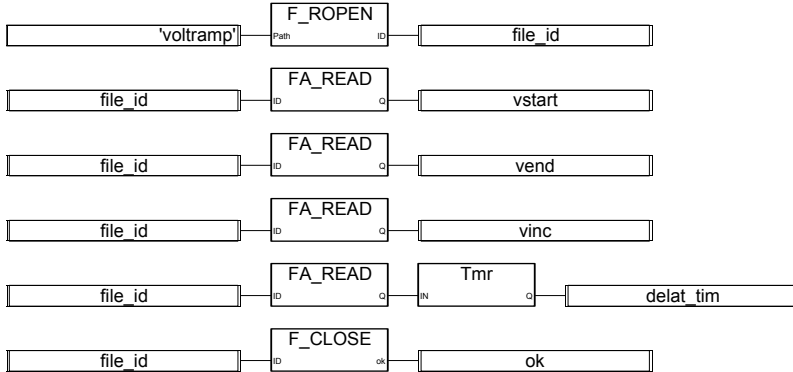 F_ROPEN
'voltramp' Path ID file_id
FA_READ
file_id ID Q vstart
FA_READ
file_id ID Q vend
FA_READ
file_id ID Q vinc
FA_READ Tmr
file_id ID Q IN Q delat_tim
F_CLOSE
file_id ID ok ok